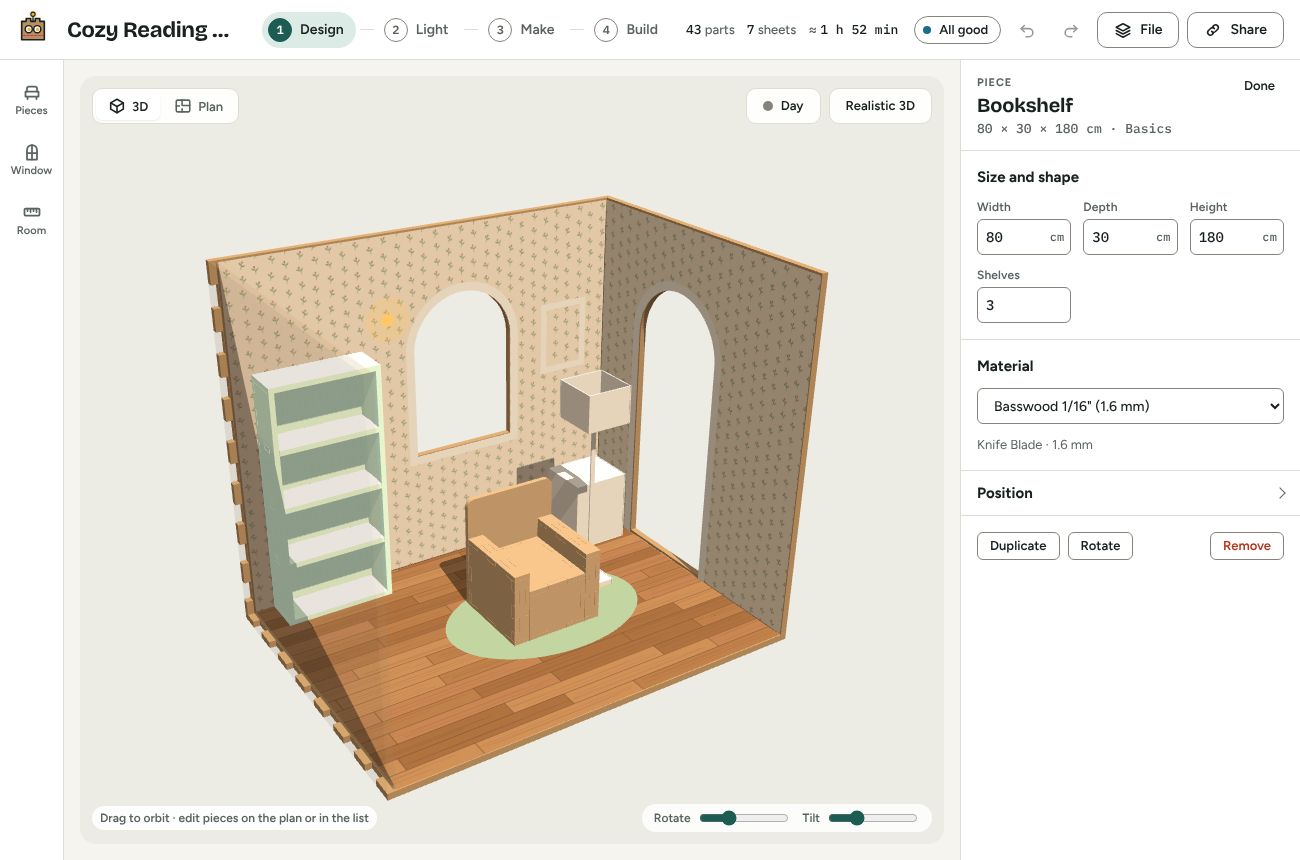 Cozy Reading ...
1 Design
2 Light
3 Make
4 Build
43 parts 7 sheets ≈ 1 h 52 min
All good
File
Share
Pieces
Window
Room
3D
Plan
Day
Realistic 3D
Drag to orbit · edit pieces on the plan or in the list
Rotate
Tilt
PIECE
Done
Bookshelf
80 × 30 × 180 cm · Basics
Size and shape
Width Depth Height
80 cm 30 cm 180 cm
Shelves
3
Material
Basswood 1/16" (1.6 mm)
Knife Blade · 1.6 mm
Position
Duplicate Rotate Remove